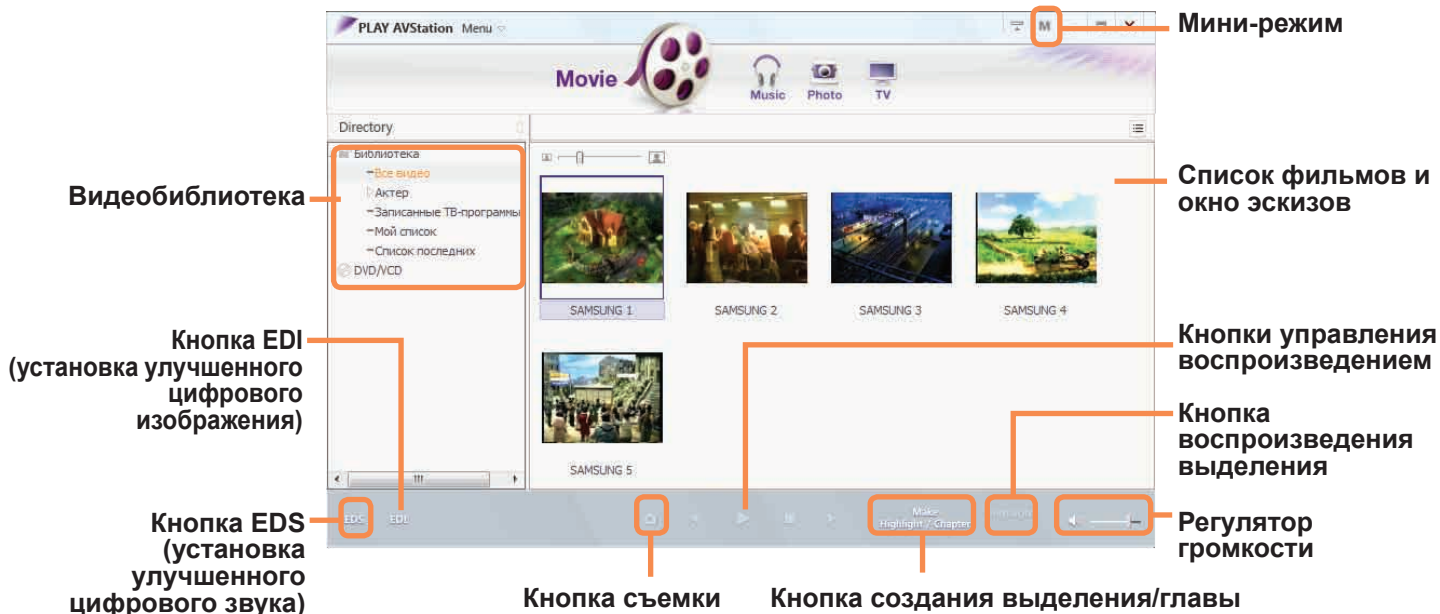 PLAY AVStation Menu
M
Мини-режим
Movie
Music
Photo
TV
Directory
Видеобиблиотека
Библиотека
Все видео
Актер
Записанные ТВ-программы
Мой список
Список последних
DVD/VCD
SAMSUNG 1
SAMSUNG 2
SAMSUNG 3
SAMSUNG 4
SAMSUNG 5
Список фильмов и
окно эскизов
Кнопка EDI
(установка улучшенного
цифрового
изображения)
Кнопки управления
воспроизведением
Кнопка
воспроизведения
выделения
EDS
EDI
Make
Highlight / Chapter
Кнопка EDS
(установка
улучшенного
цифрового звука)
Регулятор
громкости
Кнопка съемки
Кнопка создания выделения/главы